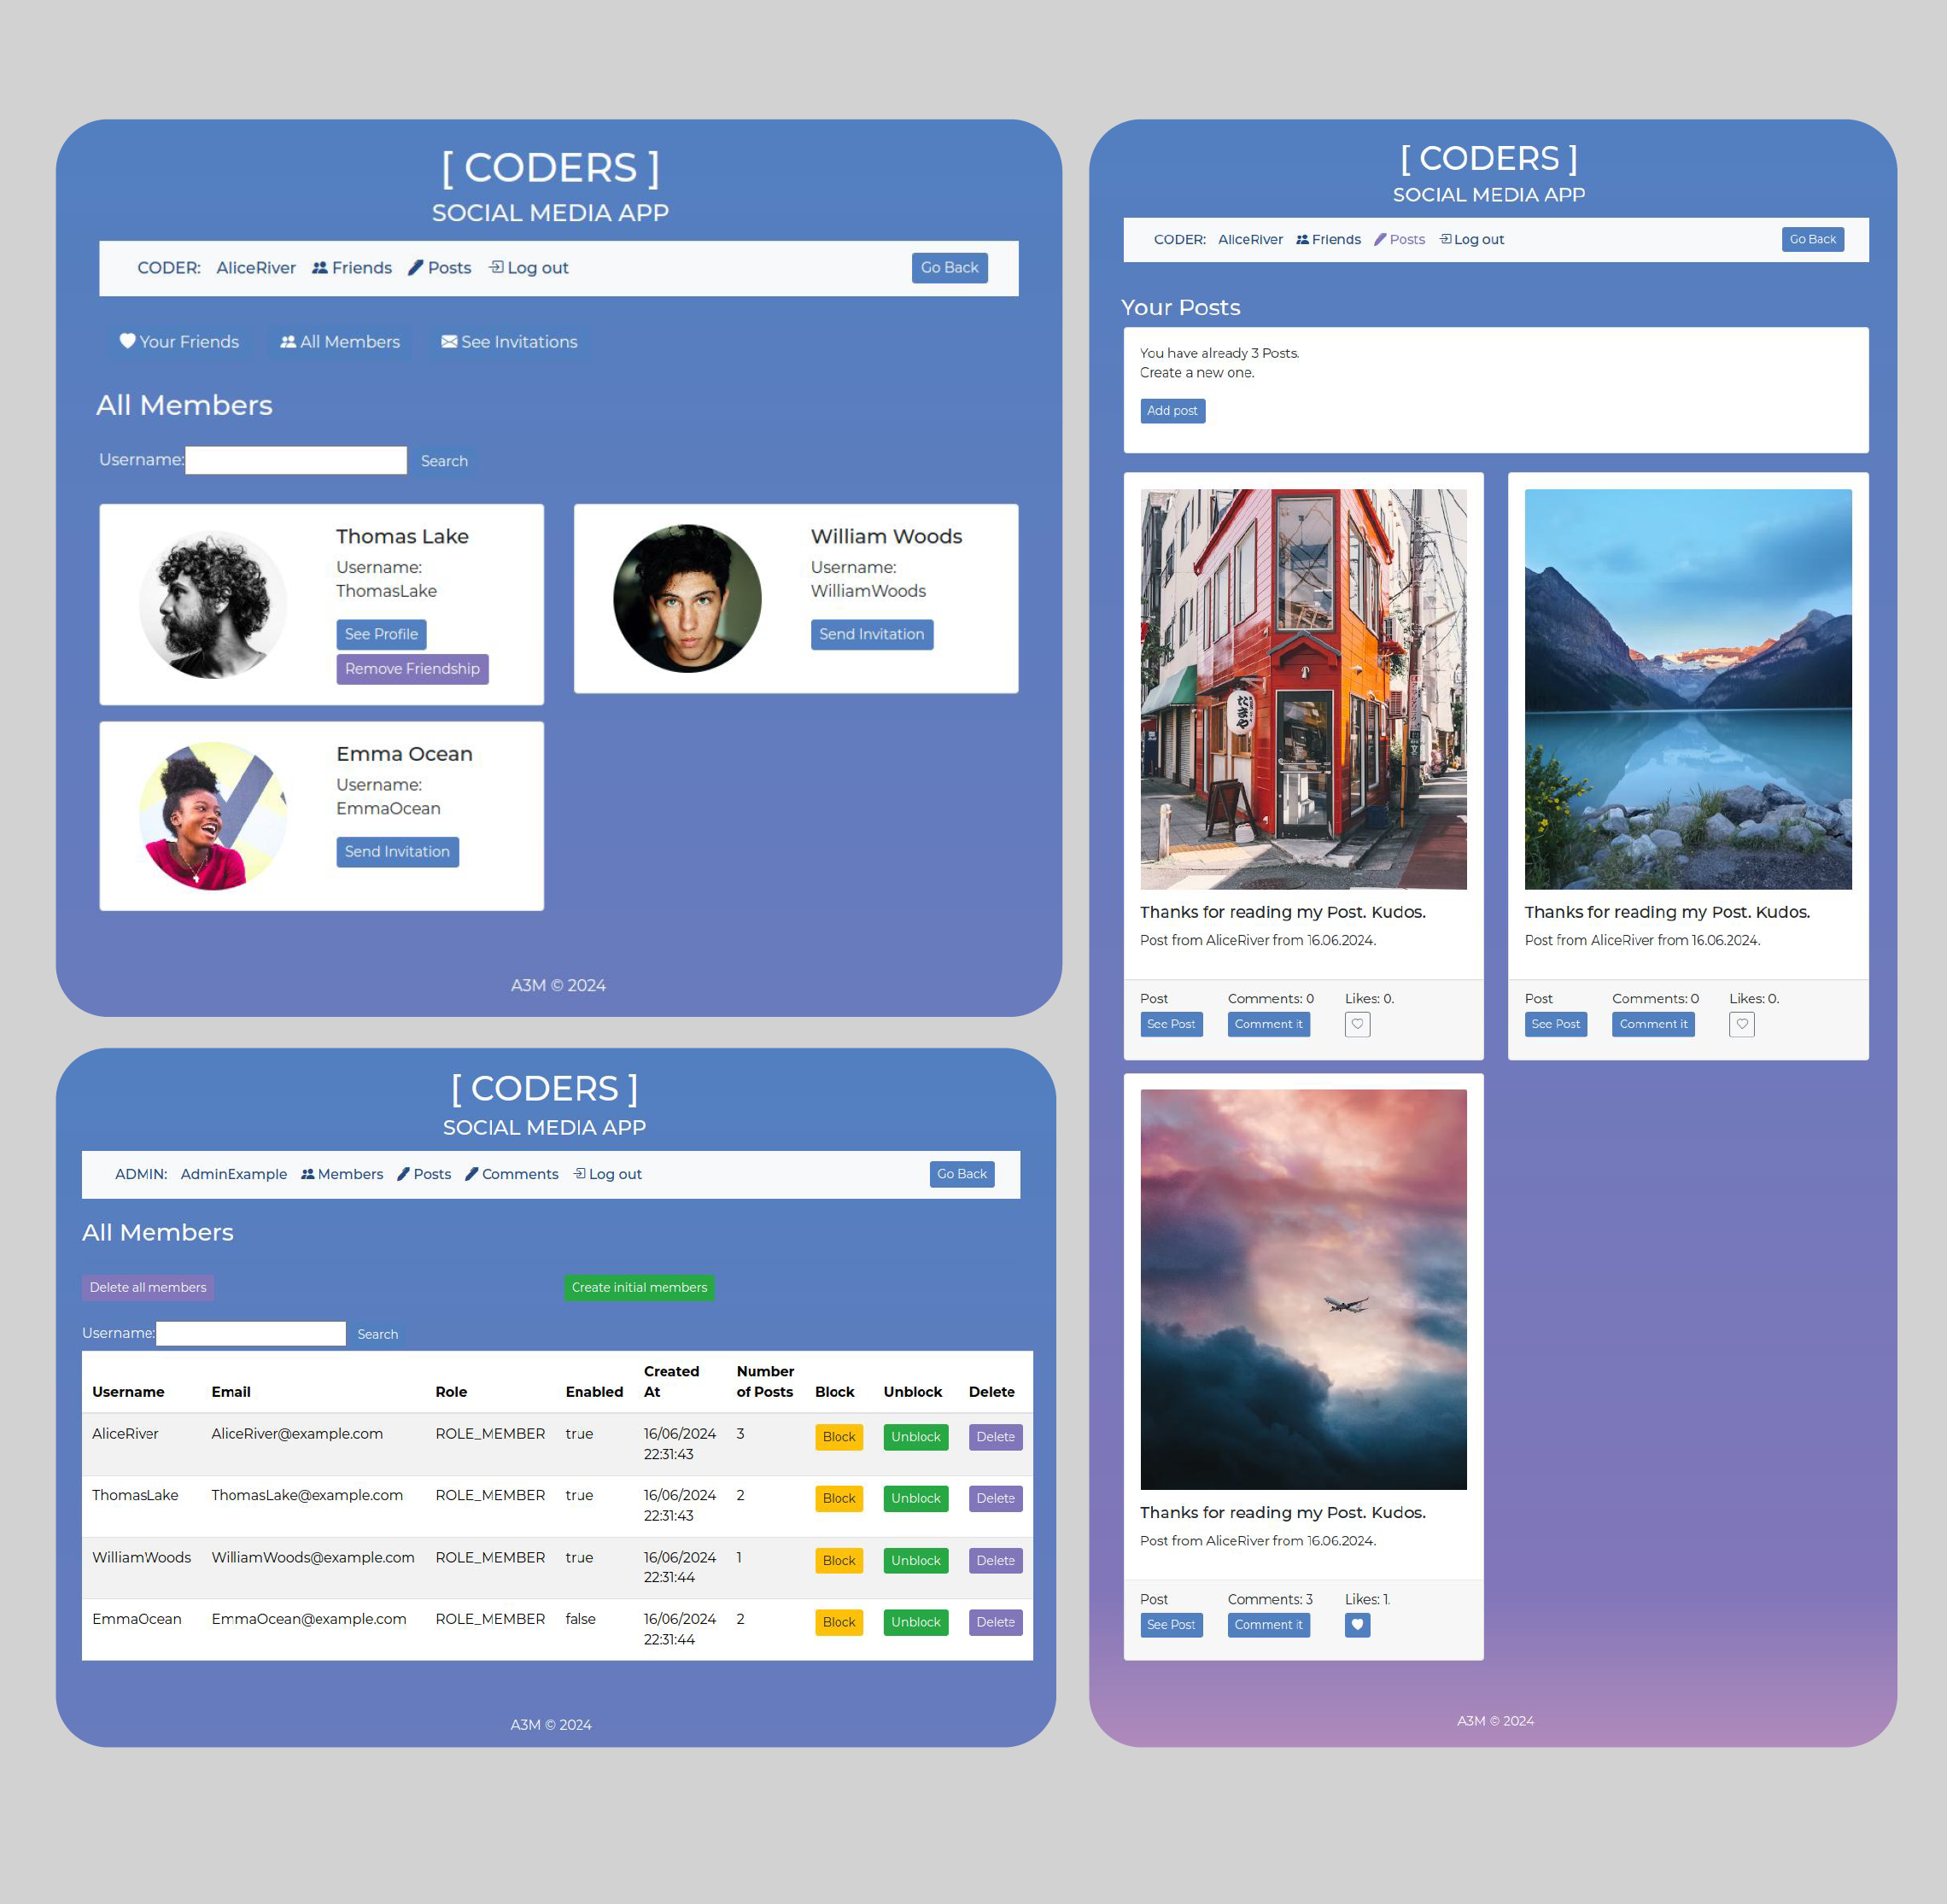 [ CODERS ]
SOCIAL MEDIA APP
CODER: AliceRiver Friends Posts Log out Go Back
Your Friends All Members See Invitations
All Members
Username: Search
Thomas Lake
Username:
ThomasLake
See Profile
Remove Friendship
William Woods
Username:
WilliamWoods
Send Invitation
Emma Ocean
Username:
EmmaOcean
Send Invitation
A3M © 2024
[ CODERS ]
SOCIAL MEDIA APP
ADMIN: AdminExample Members Posts Comments Log out Go Back
All Members
Delete all members Create initial members
Username: Search
Username Email Role Enabled Created At Number of Posts Block Unblock Delete
AliceRiver AliceRiver@example.com ROLE_MEMBER true 16/06/2024 22:31:43 3 Block Unblock Delete
ThomasLake ThomasLake@example.com ROLE_MEMBER true 16/06/2024 22:31:43 2 Block Unblock Delete
WilliamWoods WilliamWoods@example.com ROLE_MEMBER true 16/06/2024 22:31:44 1 Block Unblock Delete
EmmaOcean EmmaOcean@example.com ROLE_MEMBER false 16/06/2024 22:31:44 2 Block Unblock Delete
A3M © 2024
[ CODERS ]
SOCIAL MEDIA APP
CODER: AliceRiver Friends Posts Log out Go Back
Your Posts
You have already 3 Posts.
Create a new one.
Add post
たまや
Thanks for reading my Post. Kudos.
Post from AliceRiver from 16.06.2024.
Post Comments: 0 Likes: 0.
See Post Comment it
Thanks for reading my Post. Kudos.
Post from AliceRiver from 16.06.2024.
Post Comments: 0 Likes: 0.
See Post Comment it
Thanks for reading my Post. Kudos.
Post from AliceRiver from 16.06.2024.
Post Comments: 3 Likes: 1.
See Post Comment it
A3M © 2024